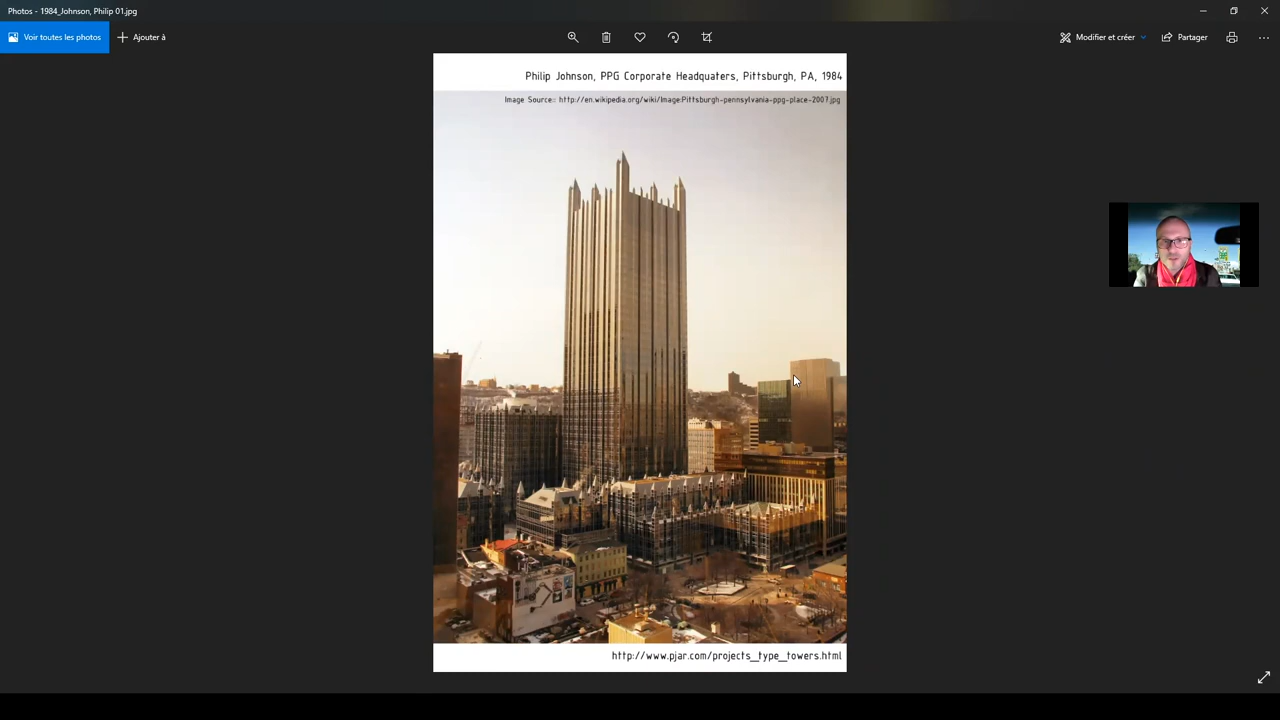 Photos - 1984_Johnson, Philip 01.jpg
Voir toutes les photos
Ajouter à
Modifier et créer
Partager
Philip Johnson, PPG Corporate Headquaters, Pittsburgh, PA, 1984
Image Source:: http://en.wikipedia.org/wiki/Image:Pittsburgh-pennsylvania-ppg-place-2007.jpg
http://www.pjar.com/projects_type_towers.html